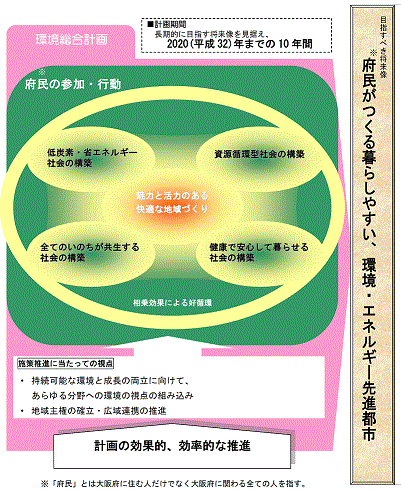 環境総合計画
■計画期間
長期的に目指す将来像を見据え、
2020(平成32)年までの10年間
※
府民の参加・行動
低炭素・省エネルギー
社会の構築
資源循環型社会の構築
魅力と活力のある
快適な地域づくり
全てのいのちが共生する
社会の構築
健康で安心して暮らせる
社会の構築
相乗効果による好循環
施策推進に当たっての視点
・ 持続可能な環境と成長の両立に向けて、
あらゆる分野への環境の視点の組み込み
・ 地域主権の確立・広域連携の推進
計画の効果的、効率的な推進
目指すべき将来像
※府民がつくる暮らしやすい、環境・エネルギー先進都市
※「府民」とは大阪府に住む人だけでなく大阪府に関わる全ての人を指す。